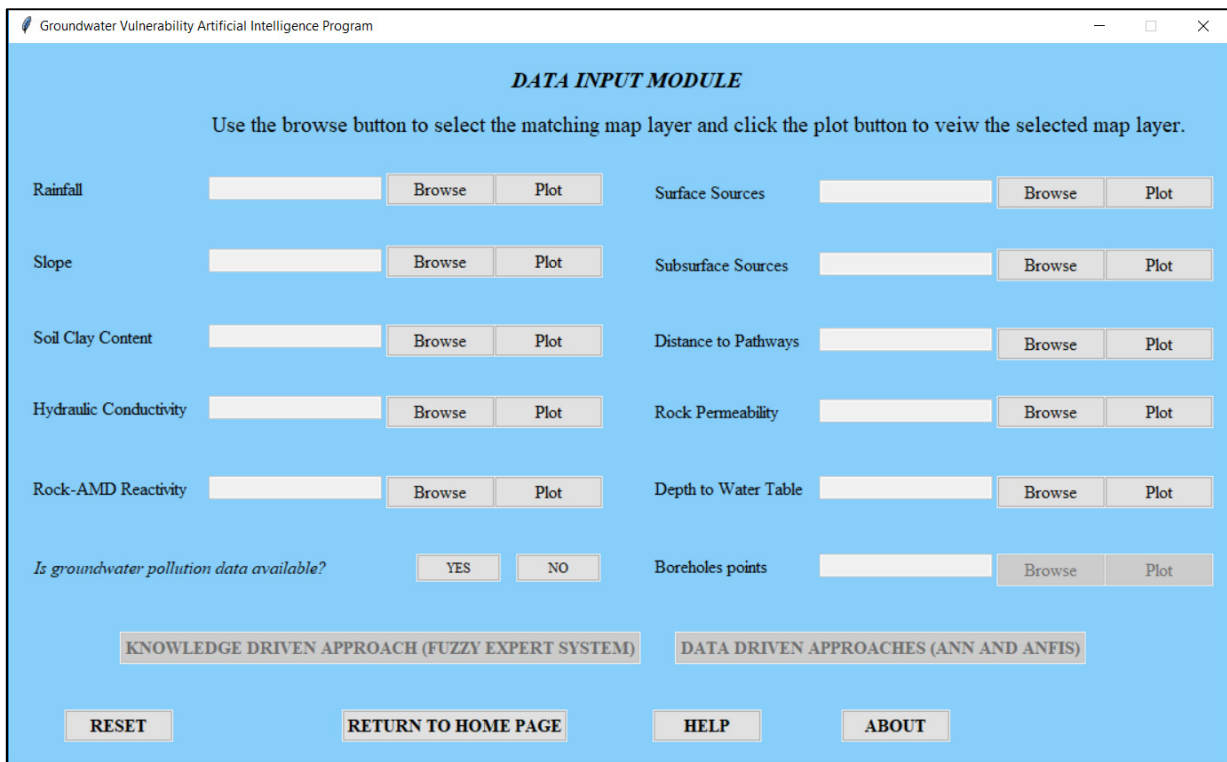 Groundwater Vulnerability Artificial Intelligence Program
DATA INPUT MODULE
Use the browse button to select the matching map layer and click the plot button to veiw the selected map layer.
Rainfall Browse Plot Surface Sources Browse Plot
Slope Browse Plot Subsurface Sources Browse Plot
Soil Clay Content Browse Plot Distance to Pathways Browse Plot
Hydraulic Conductivity Browse Plot Rock Permeability Browse Plot
Rock-AMD Reactivity Browse Plot Depth to Water Table Browse Plot
Is groundwater pollution data available? YES NO Boreholes points Browse Plot
KNOWLEDGE DRIVEN APPROACH (FUZZY EXPERT SYSTEM) DATA DRIVEN APPROACHES (ANN AND ANFIS)
RESET RETURN TO HOME PAGE HELP ABOUT